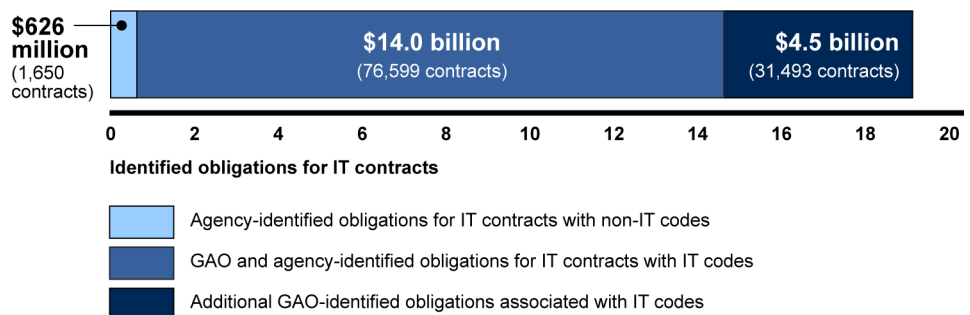 $626
million
(1,650
contracts)
$14.0 billion
(76,599 contracts)
$4.5 billion
(31,493 contracts)
0 2 4 6 8 10 12 14 16 18 20
Identified obligations for IT contracts
Agency-identified obligations for IT contracts with non-IT codes
GAO and agency-identified obligations for IT contracts with IT codes
Additional GAO-identified obligations associated with IT codes